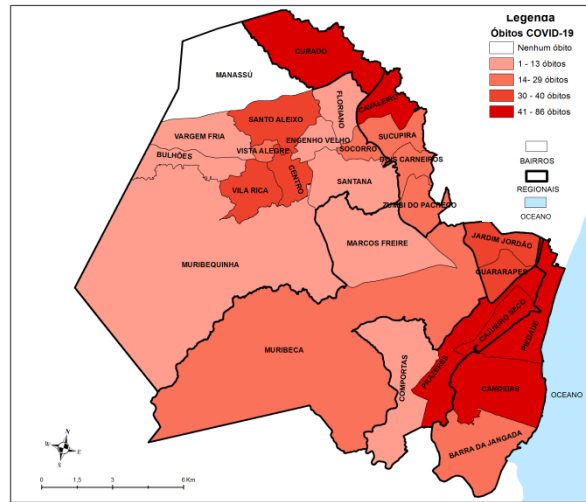 Legenda
Óbitos COVID-19
Nenhum óbito
1 - 13 óbito
14- 29 óbitos
30 - 40 óbitos
41 - 86 óbitos
BAIRROS
REGIONAIS
OCEANO
CURADO
MANASSÚ
CAVALEIRO
FLORIANO
SANTO ALEIXO
VARGEM FRIA
ENGENHO VELHO
SUCUPIRA
VISTA ALEGRE
SOCORRO
BULHÕES
DOIS CARNEIROS
CENTRO
VILA RICA
SANTANA
ZUMBI DO PACHECO
JARDIM JORDÃO
MARCOS FREIRE
MURIBEQUINHA
GUARARAPES
CAJUEIRO SECO
PIEDADE
MURIBECA
COMPORTAS
PRAZERES
CANDEIAS
OCEANO
BARRA DA JANGADA
N
W E
S
0 1.5 3 6 Km